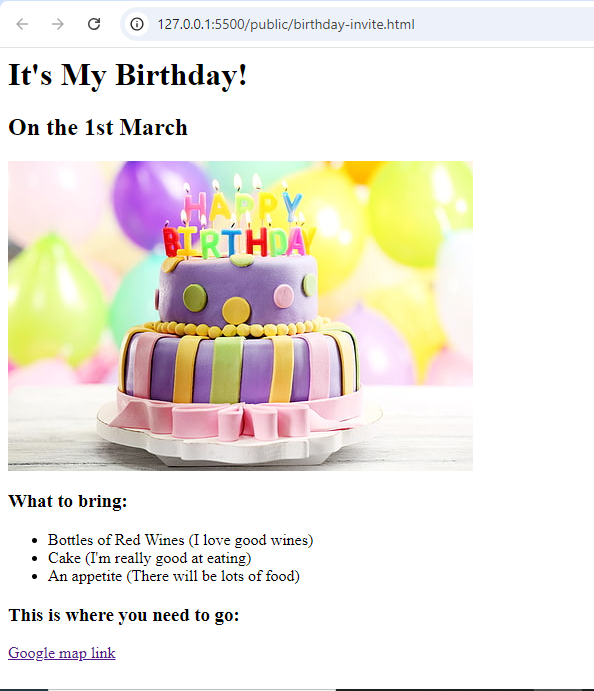 127.0.0.1:5500/public/birthday-invite.html
It's My Birthday!
On the 1st March
HAPPY
BIRTHDAY
What to bring:
• Bottles of Red Wines (I love good wines)
• Cake (I'm really good at eating)
• An appetite (There will be lots of food)
This is where you need to go:
Google map link